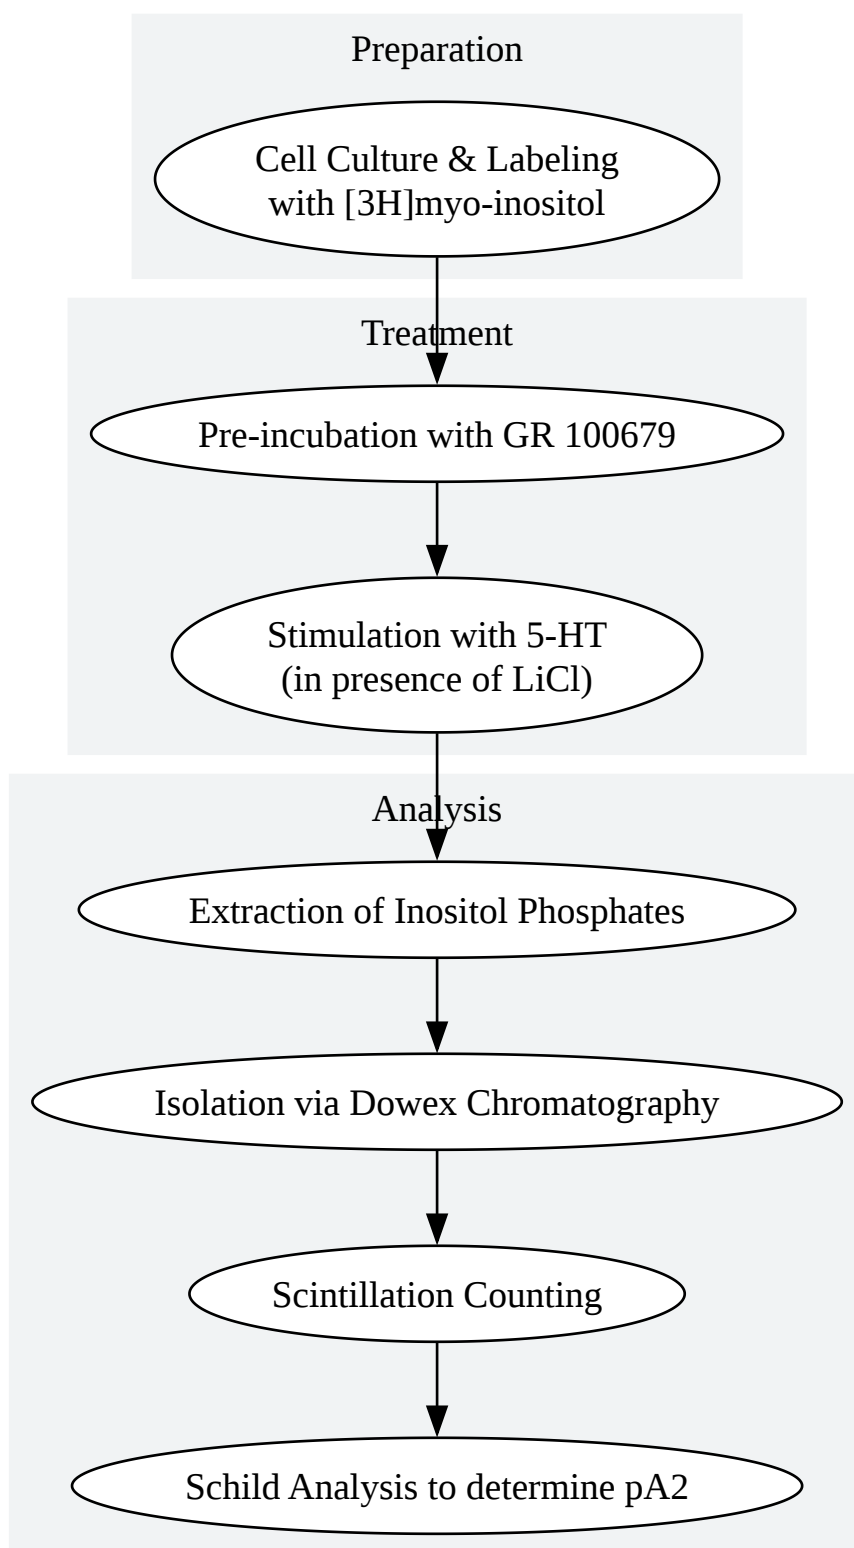 Preparation
Cell Culture & Labeling
with [3H]myo-inositol
Treatment
Pre-incubation with GR 100679
Stimulation with 5-HT
(in presence of LiCl)
Analysis
Extraction of Inositol Phosphates
Isolation via Dowex Chromatography
Scintillation Counting
Schild Analysis to determine pA2